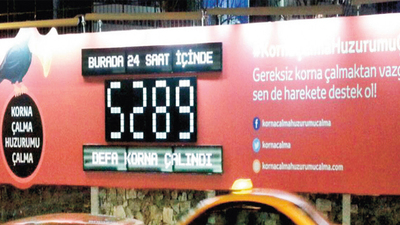 BURADA 24 SAAT İÇİNDE
5289
DEFA KORNA ÇALINDI
KORNA
ÇALMA
HUZURUMU
ÇALMA
#KornaÇalmaHuzurumuÇ
Gereksiz korna çalmaktan vazg
sen de harekete destek ol!
kornacalmahuzurumucalma
kornacalma
kornacalmahuzurumucalma.com